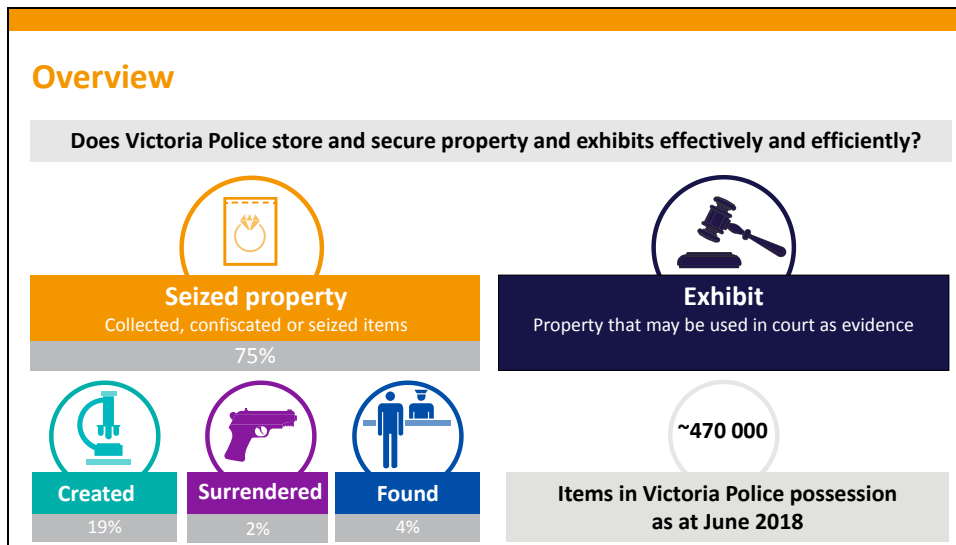 Overview
Does Victoria Police store and secure property and exhibits effectively and efficiently?
Seized property
Collected, confiscated or seized items
75%
Exhibit
Property that may be used in court as evidence
Created
19%
Surrendered
2%
Found
4%
~470 000
Items in Victoria Police possession
as at June 2018